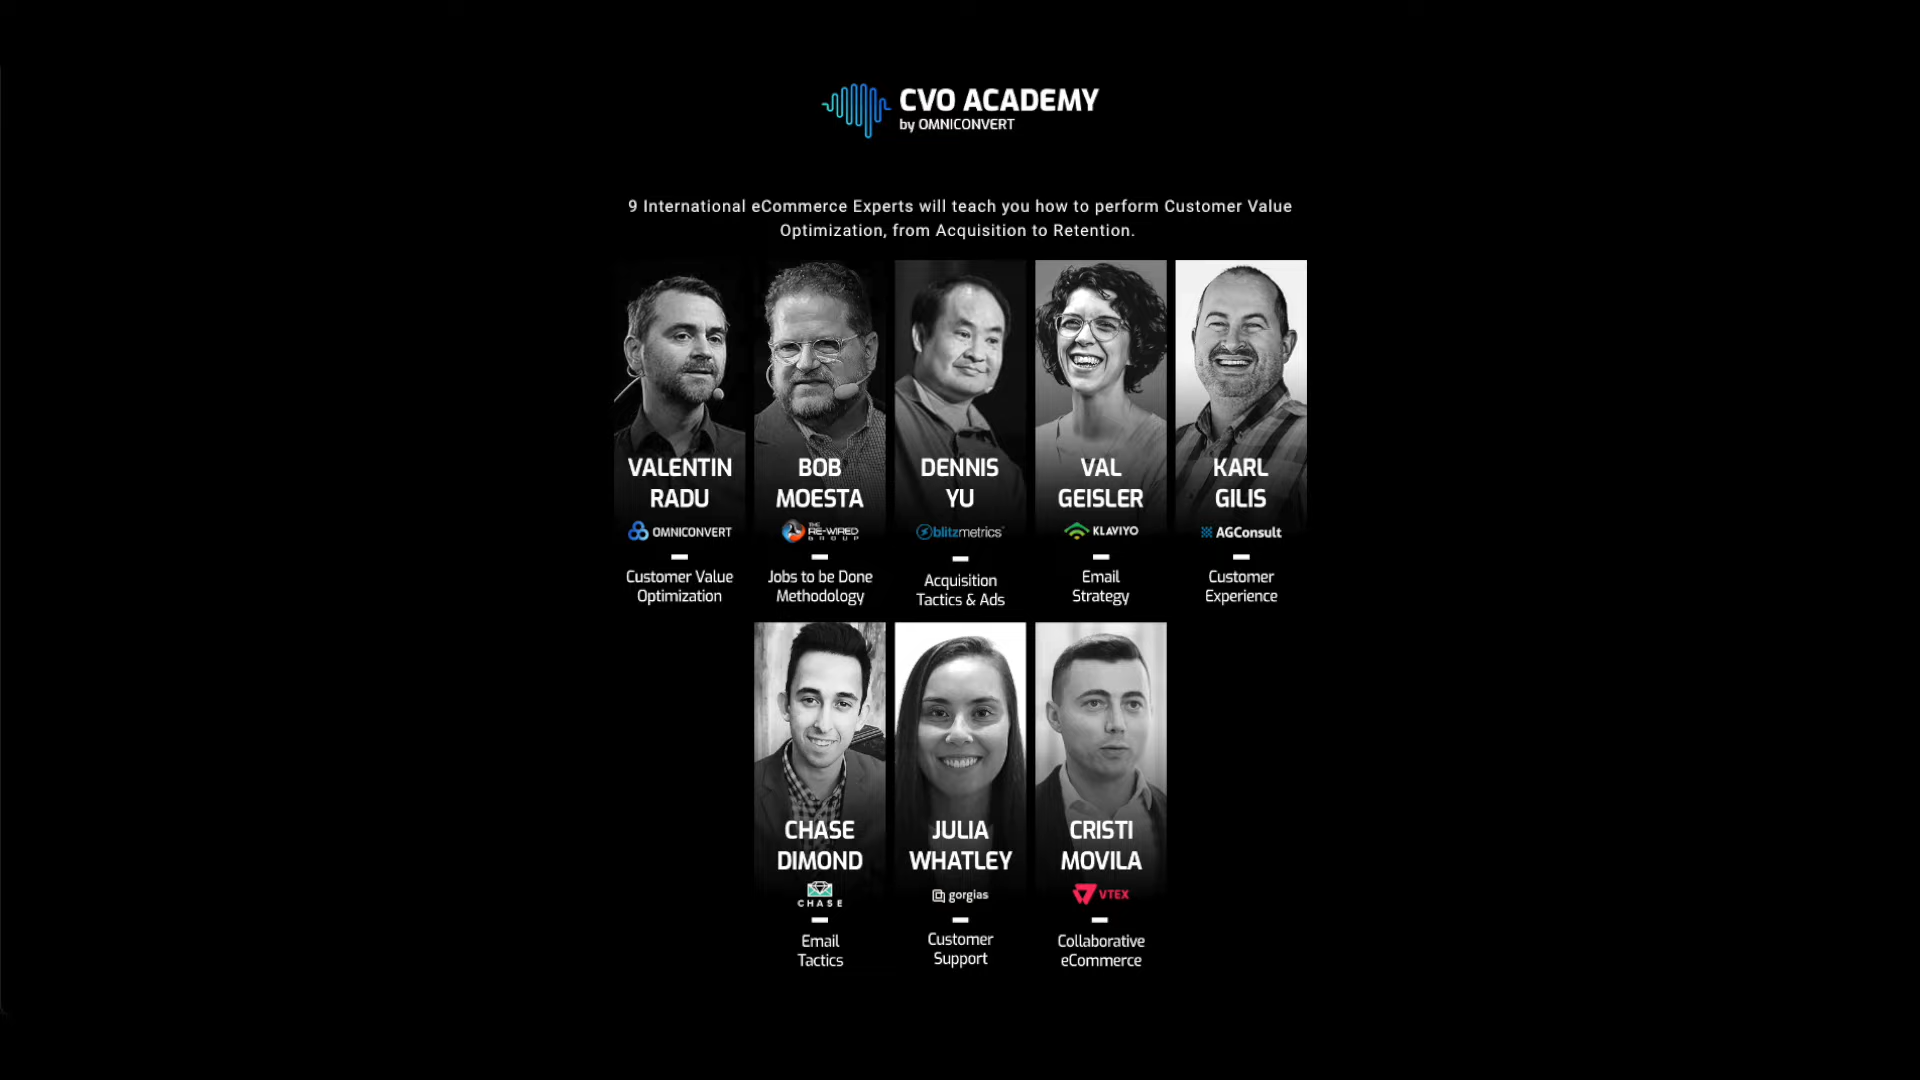 CVO ACADEMY
by OMNICONVERT
9 International eCommerce Experts will teach you how to perform Customer Value
Optimization, from Acquisition to Retention.
VALENTIN
RADU
OMNICONVERT
Customer Value
Optimization
BOB
MOESTA
THE
RE-WIRED
GROUP
Jobs to be Done
Methodology
DENNIS
YU
blitzmetrics
Acquisition
Tactics & Ads
VAL
GEISLER
KLAVIYO
Email
Strategy
KARL
GILIS
AGConsult
Customer
Experience
CHASE
DIMOND
CHASE
Email
Tactics
JULIA
WHATLEY
gorgias
Customer
Support
CRISTI
MOVILA
VTEX
Collaborative
eCommerce